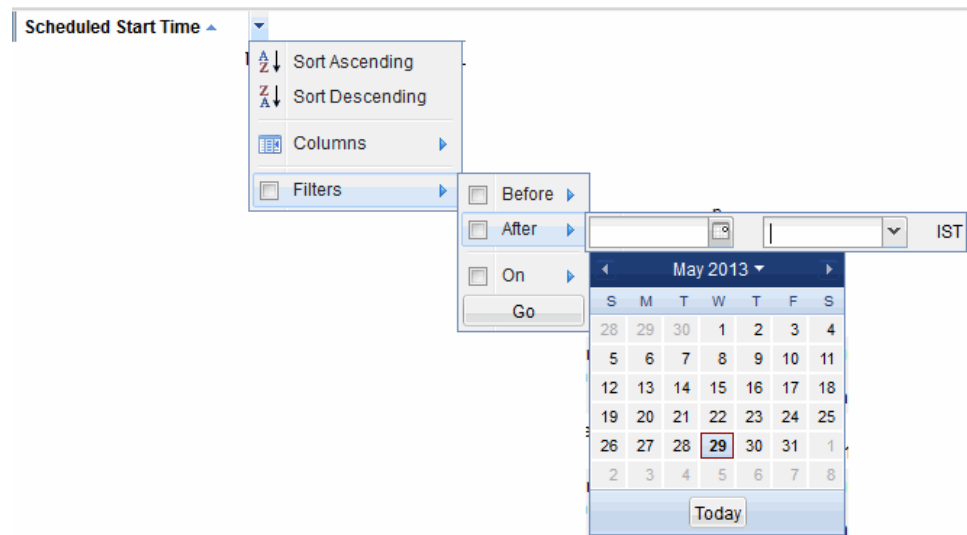 Scheduled Start Time
Sort Ascending
Sort Descending
Columns
Filters
Before
After
IST
On
Go
May 2013
S M T W T F S
28 29 30 1 2 3 4
5 6 7 8 9 10 11
12 13 14 15 16 17 18
19 20 21 22 23 24 25
26 27 28 29 30 31 1
2 3 4 5 6 7 8
Today